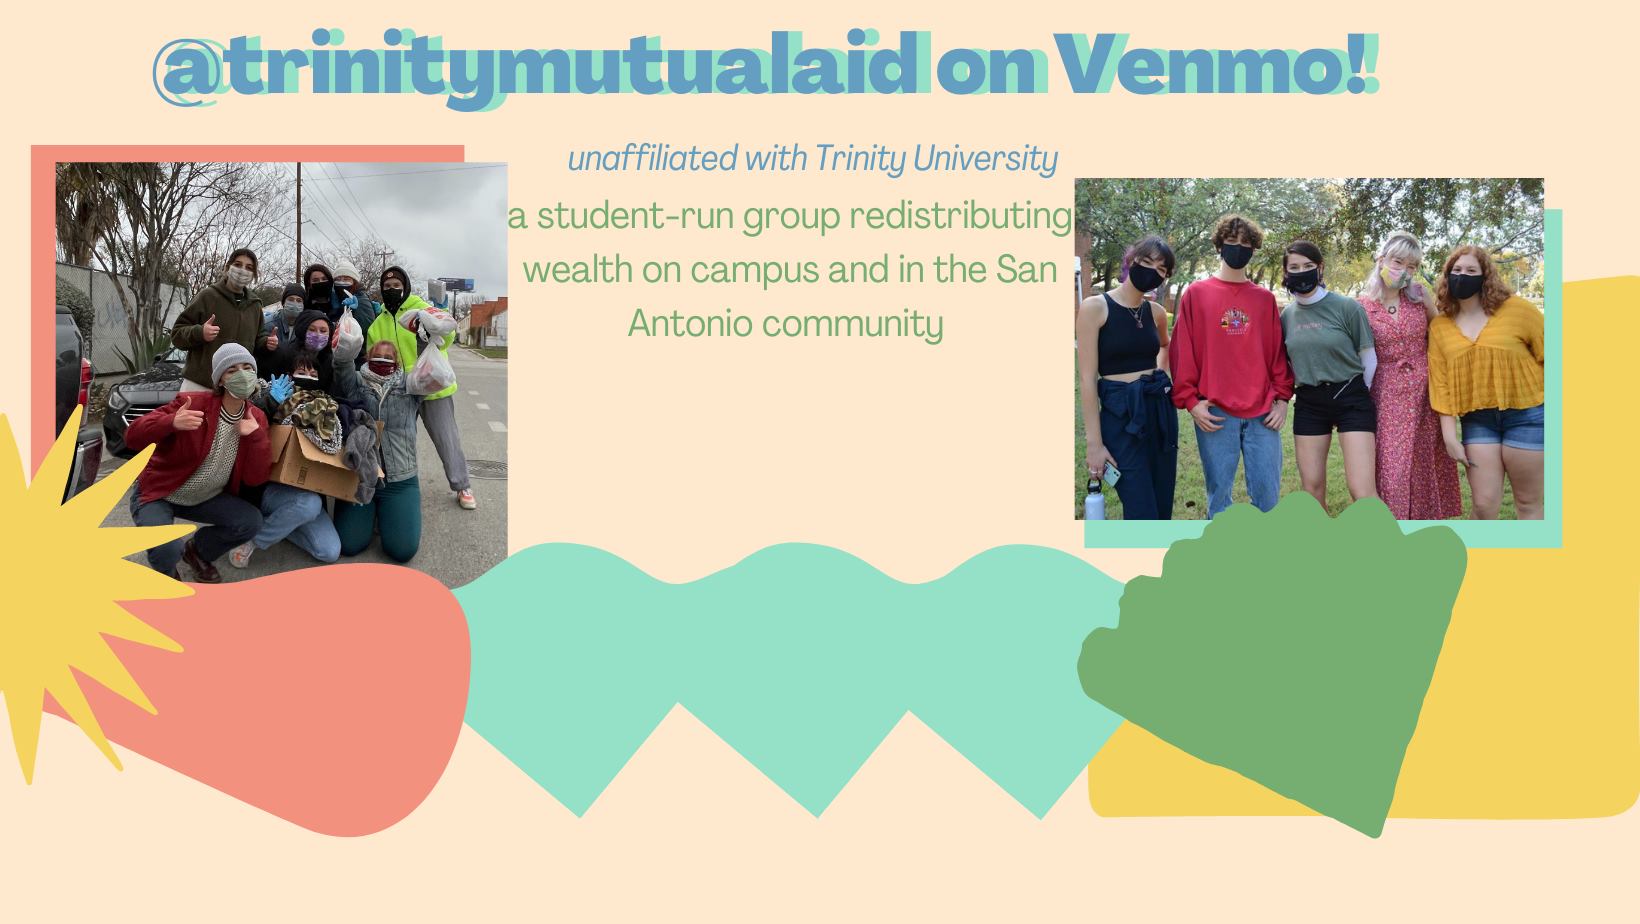 @trinitymutualaid on Venmo!
unaffiliated with Trinity University
a student-run group redistributing
wealth on campus and in the San
Antonio community